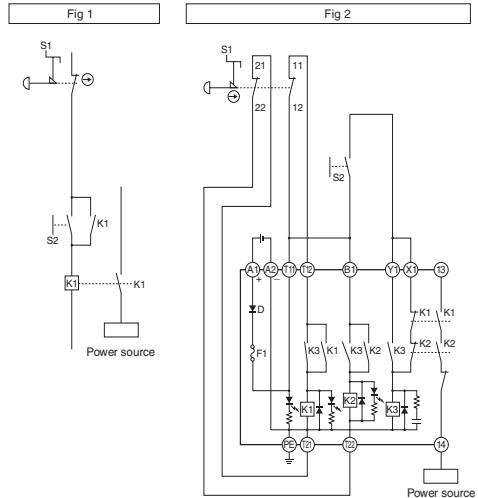 Fig 1
Fig 2
S1
S2
K1
K1
K1
Power source
S1
21
11
22
12
S2
A1
A2
T11
T12
B1
Y1
X1
13
+
−
D
F1
K3
K1
K3
K2
K3
K1
K1
K2
K2
K1
K2
K3
PE
T21
T22
14
Power source